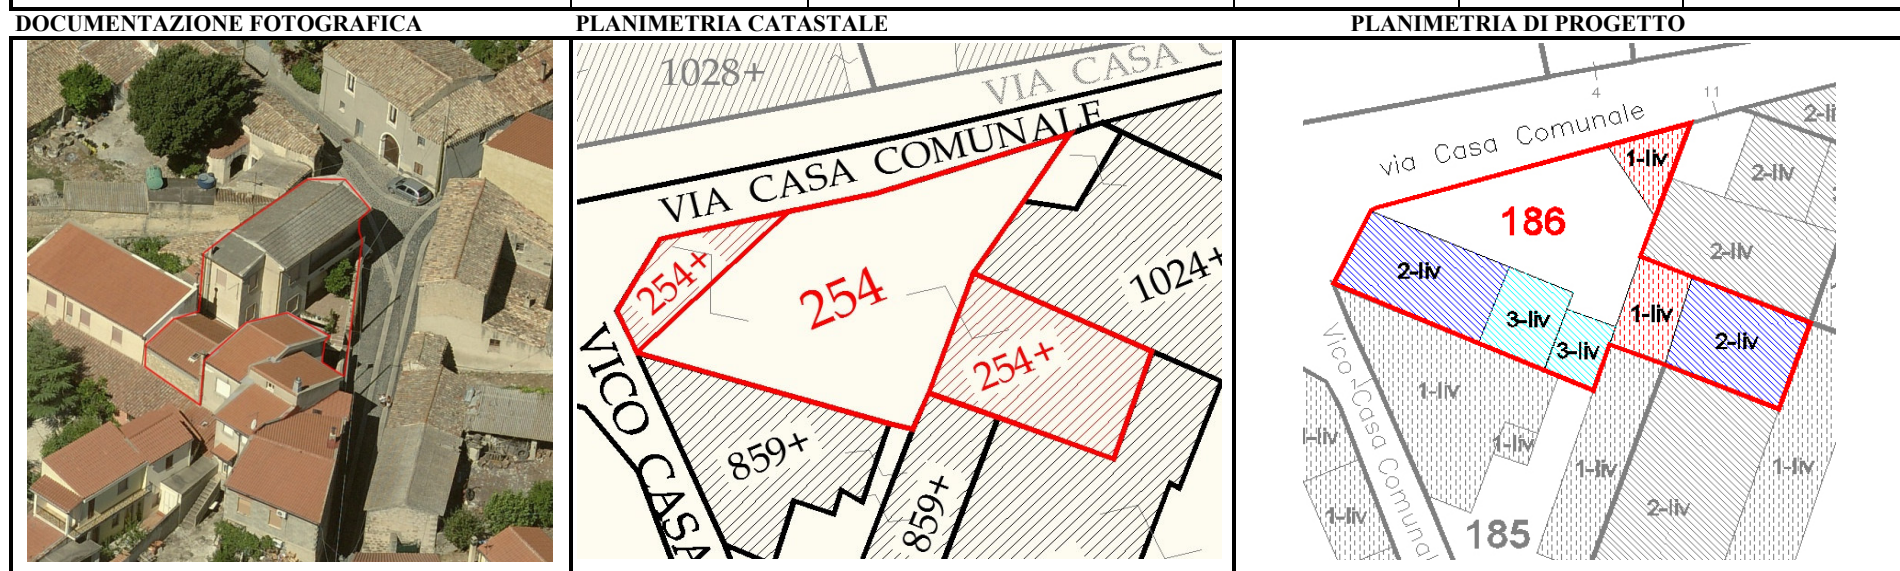 DOCUMENTAZIONE FOTOGRAFICA
PLANIMETRIA CATASTALE
PLANIMETRIA DI PROGETTO
1028+
VIA CASA C
VIA CASA COMUNALE
254+
254
1024+
254+
VICO CASA
859+
859+
4
11
via Casa Comunale
2-li
1-liv
2-liv
186
2-liv
2-liv
3-liv
1-liv
2-liv
3-liv
Vico Casa Comunal
1-liv
1-liv
l-liv
1-liv
1-liv
1-liv
2-liv
185